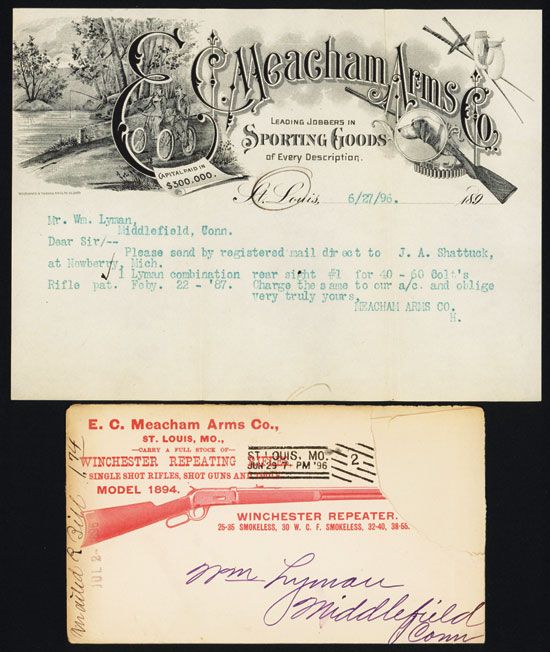 E. C. Meacham Arms Co.
Leading Jobbers in
Sporting Goods
of Every Description.
CAPITAL PAID IN
$300,000.
St. Louis, 6/27/96. 189
Mr. Wm. Lyman,
Middlefield, Conn.
Dear Sir/--
Please send by registered mail direct to J. A. Shattuck,
at Newberry, Mich.
1 Lyman combination rear sight #1 for 40 - 60 Colt's
Rifle pat. Feby. 22 - '87. Charge the same to our a/c. and oblige
very truly yours,
MEACHAM ARMS CO.
H.
E. C. Meacham Arms Co.,
ST. LOUIS, MO.,
—CARRY A FULL STOCK OF—
WINCHESTER REPEATING RIFLES,
SINGLE SHOT RIFLES, SHOT GUNS AND
MODEL 1894.
ST. LOUIS, MO.
JUN 29 7 PM '96
2
WINCHESTER REPEATER.
25-35 SMOKELESS, 30 W. C. F. SMOKELESS, 32-40, 38-55.
JUL 2-
Wm Lyman
Middlefield
Conn